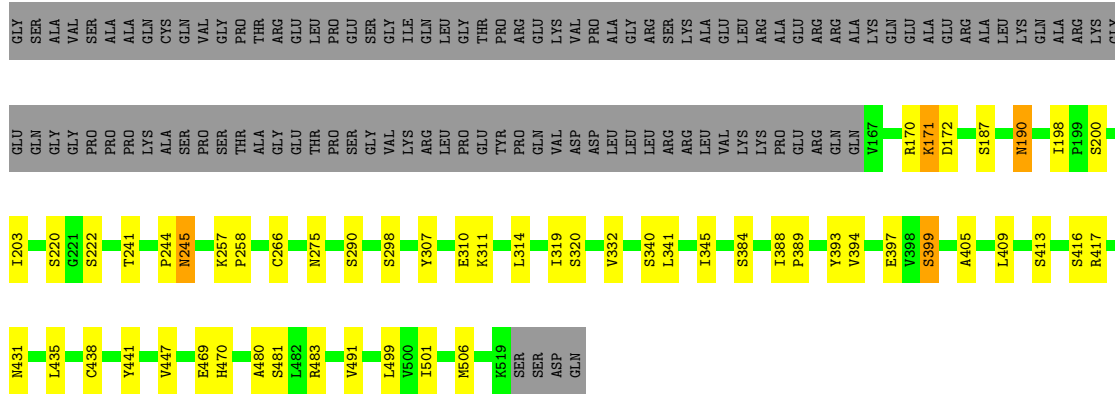 GLY SER ALA VAL SER ALA ALA GLN CYS GLN VAL GLY PRO THR ARG GLU LEU PRO GLU SER GLY ILE GLN LEU GLY THR PRO ARG GLU LYS VAL PRO ALA GLY ARG SER LYS ALA GLU LEU ARG ALA GLU ARG ARG ALA LYS GLN GLU ALA GLU ARG ALA LEU LYS GLN ALA ARG LYS GLY
GLU GLN GLY GLY PRO PRO PRO LYS ALA SER PRO SER THR ALA GLY GLU THR PRO SER GLY VAL LYS ARG LEU PRO GLU TYR PRO GLN VAL ASP ASP LEU LEU LEU ARG ARG LEU VAL LYS LYS PRO GLU ARG GLN GLN V167 R170 K171 D172 S187 N190 I198 P199 S200
I203 S220 G221 S222 T241 P244 N245 K257 P258 C266 N275 S290 S298 Y307 E310 K311 L314 I319 S320 V332 S340 L341 I345 S384 I388 P389 Y393 V394 E397 V398 S399 A405 L409 S413 S416 R417
N431 L435 C438 Y441 V447 E469 H470 A480 S481 L482 R483 V491 L499 V500 I501 M506 K519 SER SER ASP GLN